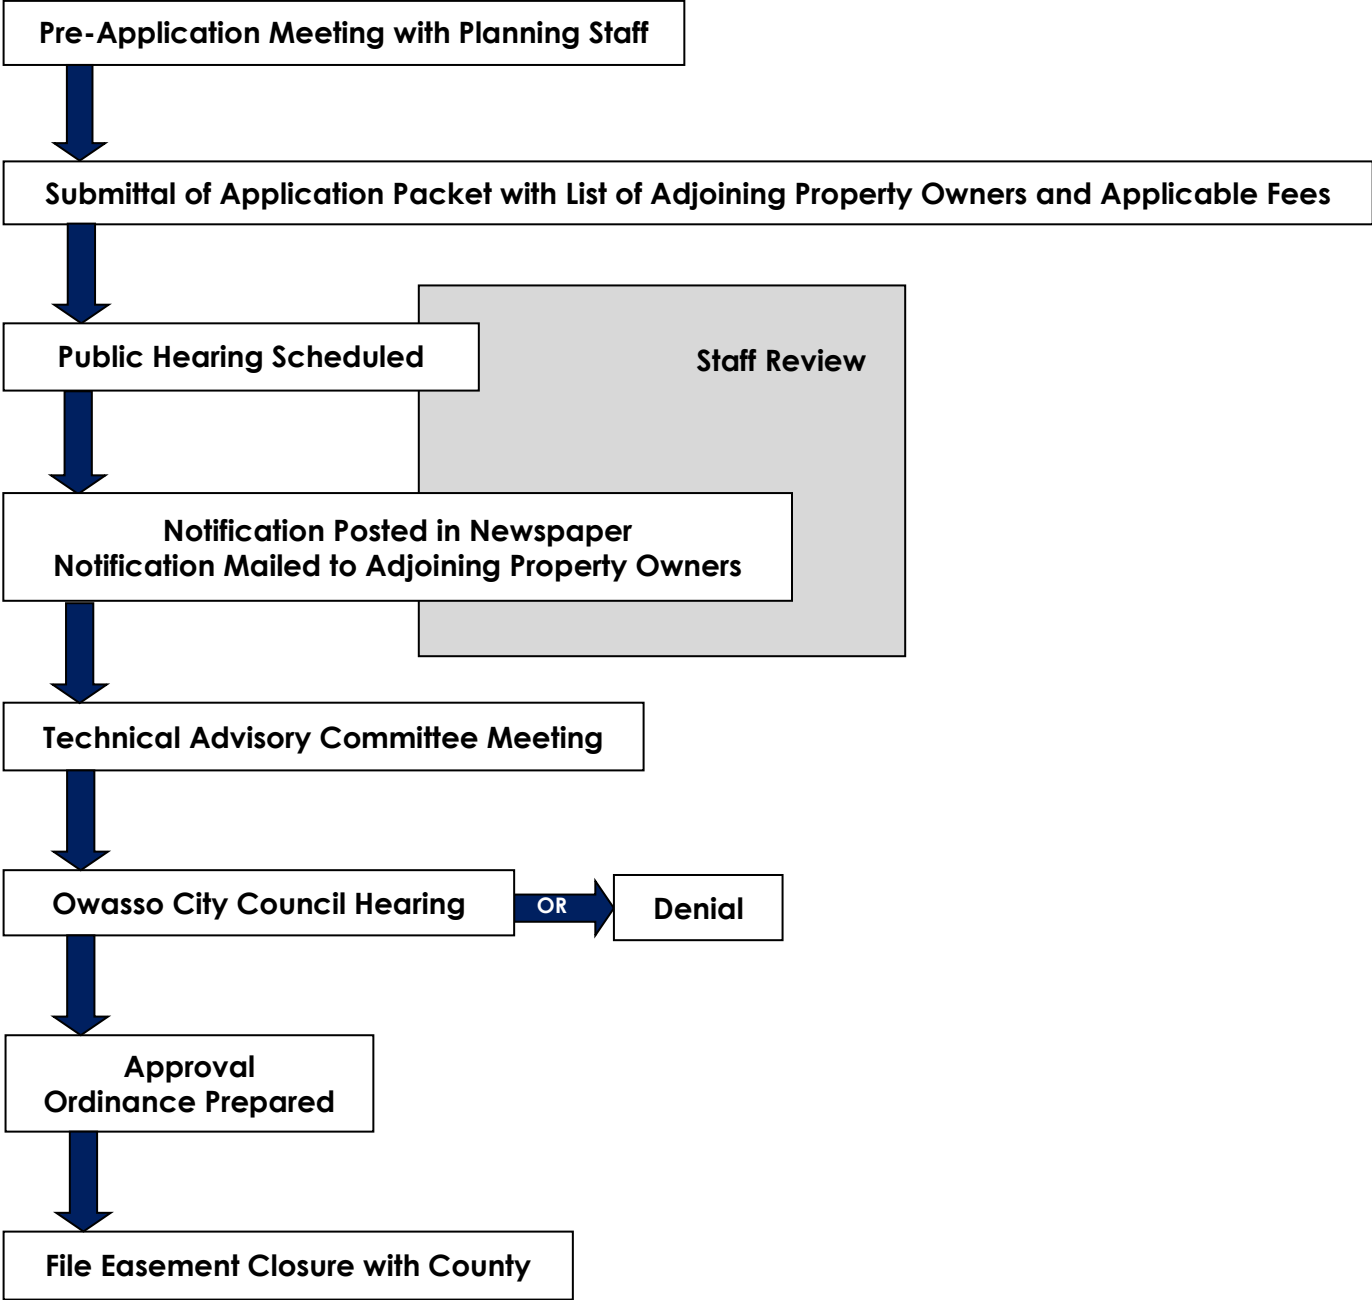 Pre-Application Meeting with Planning Staff
Submittal of Application Packet with List of Adjoining Property Owners and Applicable Fees
Public Hearing Scheduled
Staff Review
Notification Posted in Newspaper
Notification Mailed to Adjoining Property Owners
Technical Advisory Committee Meeting
Owasso City Council Hearing
OR
Denial
Approval
Ordinance Prepared
File Easement Closure with County